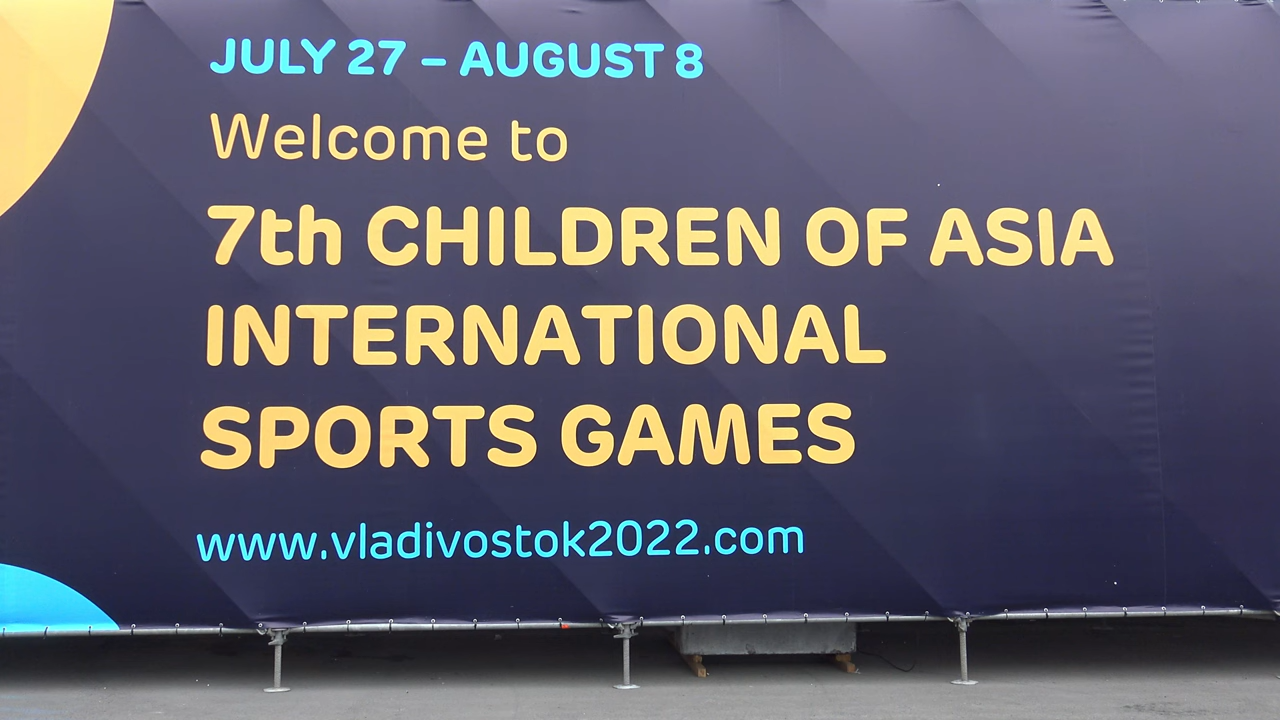 JULY 27 – AUGUST 8
Welcome to
7th CHILDREN OF ASIA
INTERNATIONAL
SPORTS GAMES
www.vladivostok2022.com